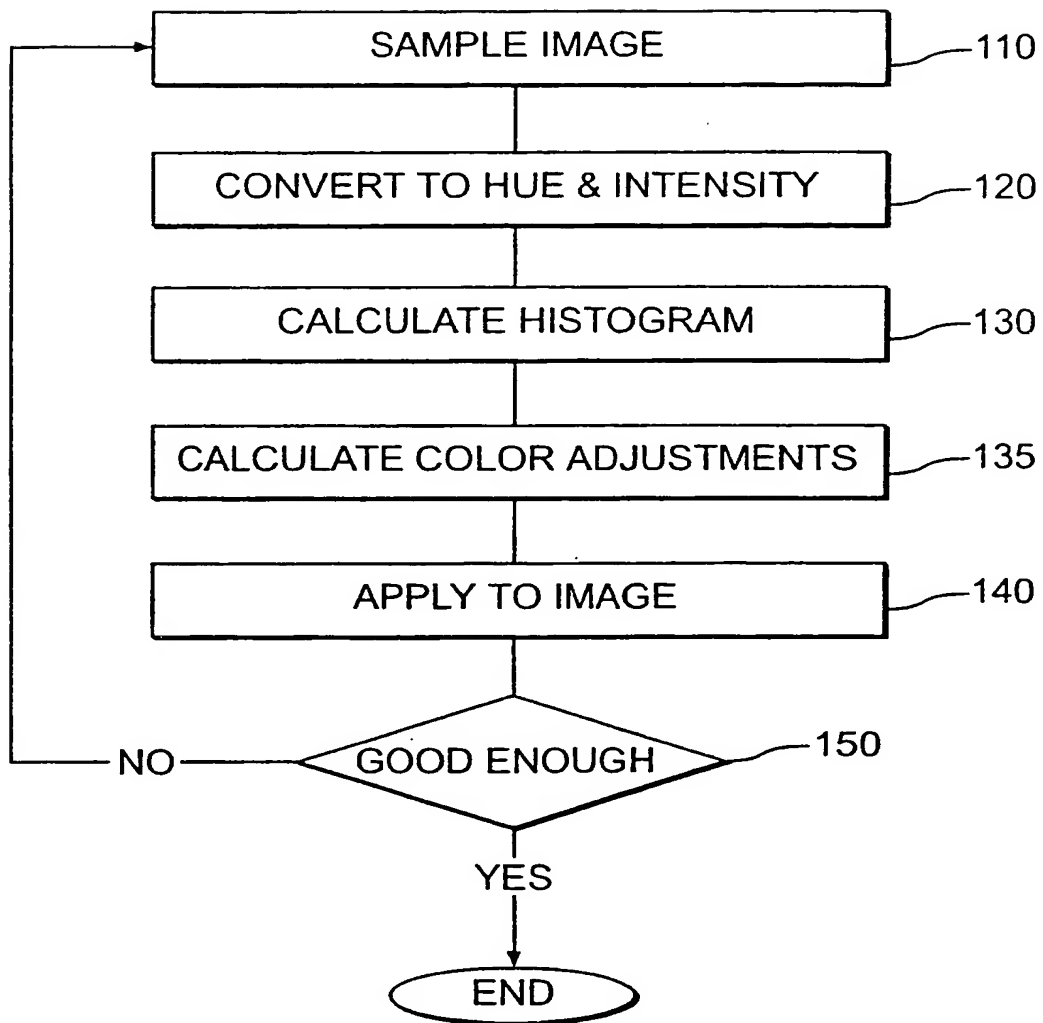 SAMPLE IMAGE
110
CONVERT TO HUE & INTENSITY
120
CALCULATE HISTOGRAM
130
CALCULATE COLOR ADJUSTMENTS
135
APPLY TO IMAGE
140
GOOD ENOUGH
150
NO
YES
END